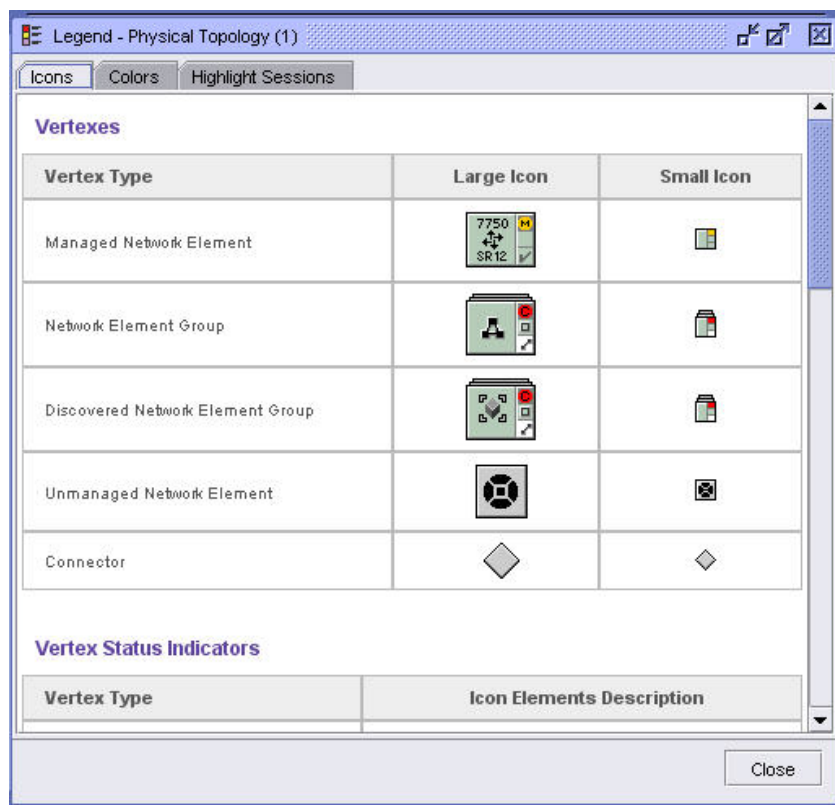 Legend - Physical Topology (1)
Icons Colors Highlight Sessions
Vertexes
Vertex Type Large Icon Small Icon
Managed Network Element
7750 M
SR12
Network Element Group
C
Discovered Network Element Group
C
Unmanaged Network Element
Connector
Vertex Status Indicators
Vertex Type Icon Elements Description
Close